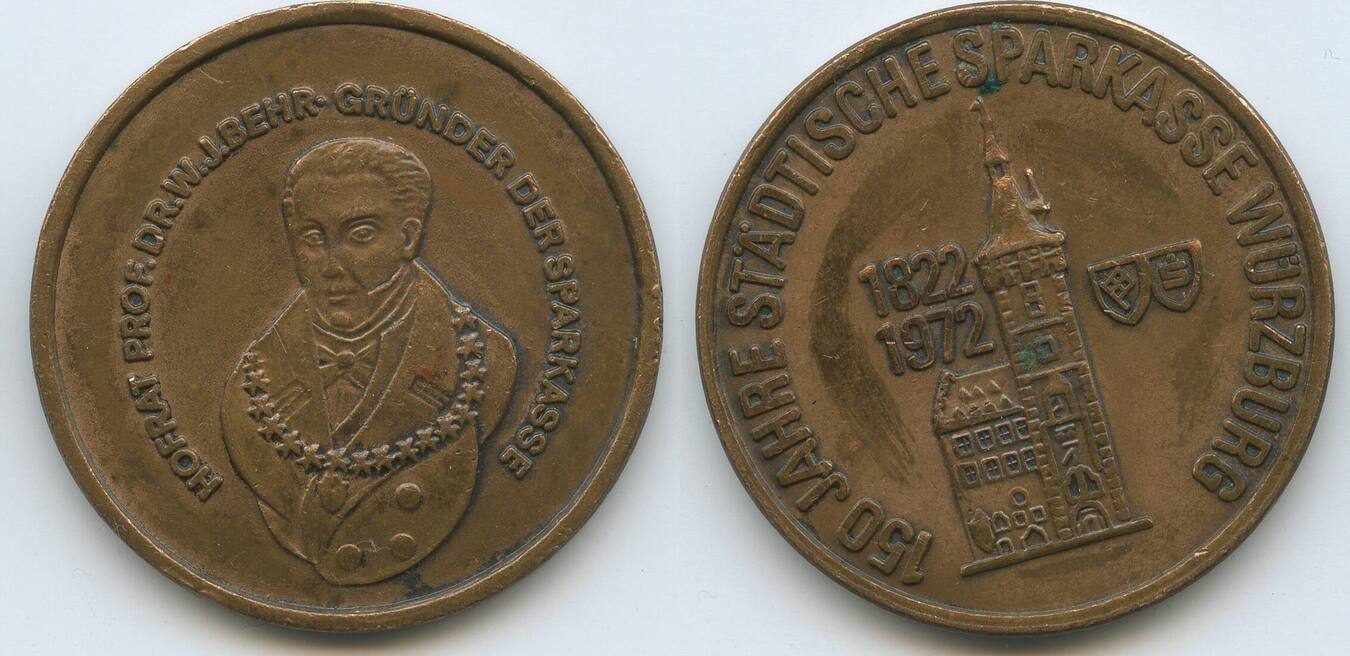 HOFRAT PROF. DR. W. J. BEHR · GRÜNDER DER SPARKASSE
150 JAHRE STÄDTISCHE SPARKASSE WÜRZBURG
1822
1972